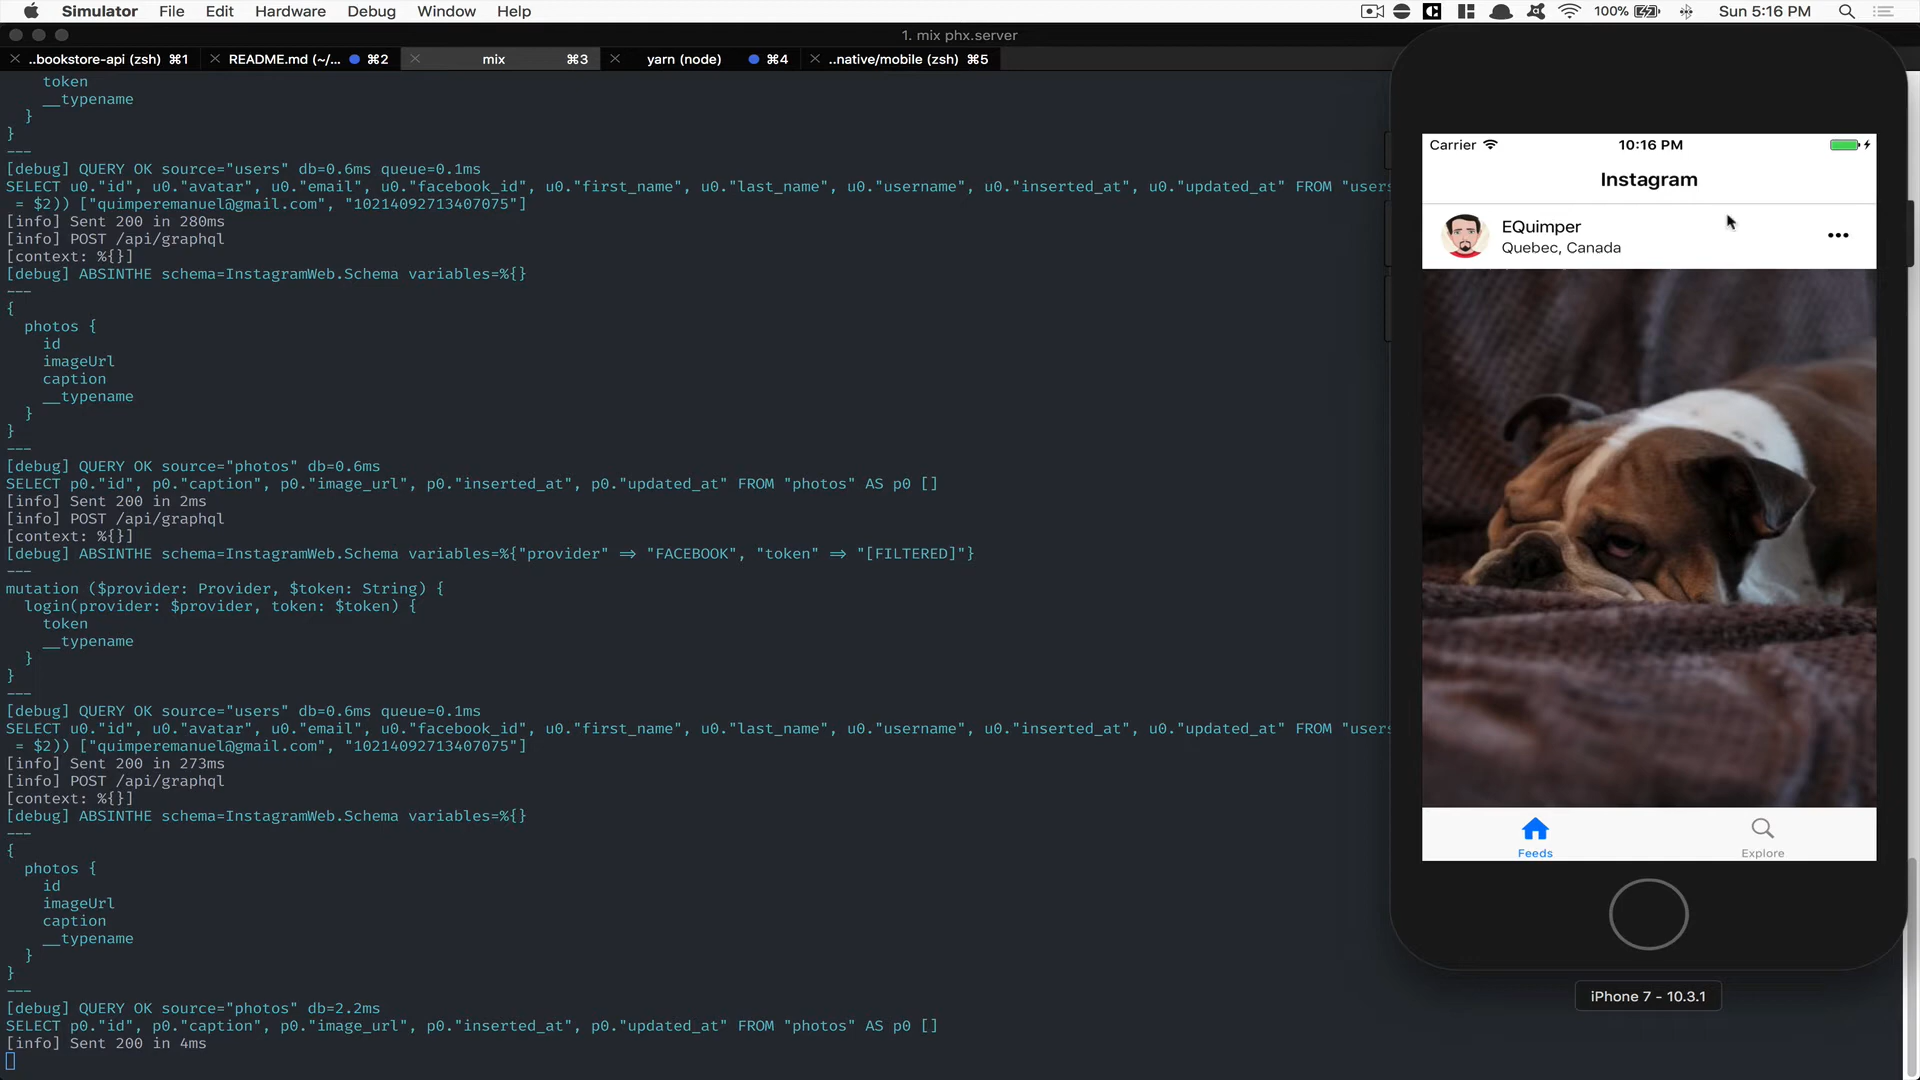 Simulator File Edit Hardware Debug Window Help 100% Sun 5:16 PM
1. mix phx.server
..bookstore-api (zsh) ⌘1 README.md (~/... ⌘2 mix ⌘3 yarn (node) ⌘4 ..native/mobile (zsh) ⌘5
token
__typename
}
}
---
[debug] QUERY OK source="users" db=0.6ms queue=0.1ms
SELECT u0."id", u0."avatar", u0."email", u0."facebook_id", u0."first_name", u0."last_name", u0."username", u0."inserted_at", u0."updated_at" FROM "users
= $2)) ["quimperemanuel@gmail.com", "10214092713407075"]
[info] Sent 200 in 280ms
[info] POST /api/graphql
[context: %{}]
[debug] ABSINTHE schema=InstagramWeb.Schema variables=%{}
---
{
photos {
id
imageUrl
caption
__typename
}
}
---
[debug] QUERY OK source="photos" db=0.6ms
SELECT p0."id", p0."caption", p0."image_url", p0."inserted_at", p0."updated_at" FROM "photos" AS p0 []
[info] Sent 200 in 2ms
[info] POST /api/graphql
[context: %{}]
[debug] ABSINTHE schema=InstagramWeb.Schema variables=%{"provider" => "FACEBOOK", "token" => "[FILTERED]"}
---
mutation ($provider: Provider, $token: String) {
login(provider: $provider, token: $token) {
token
__typename
}
}
---
[debug] QUERY OK source="users" db=0.6ms queue=0.1ms
SELECT u0."id", u0."avatar", u0."email", u0."facebook_id", u0."first_name", u0."last_name", u0."username", u0."inserted_at", u0."updated_at" FROM "users
= $2)) ["quimperemanuel@gmail.com", "10214092713407075"]
[info] Sent 200 in 273ms
[info] POST /api/graphql
[context: %{}]
[debug] ABSINTHE schema=InstagramWeb.Schema variables=%{}
---
{
photos {
id
imageUrl
caption
__typename
}
}
---
[debug] QUERY OK source="photos" db=2.2ms
SELECT p0."id", p0."caption", p0."image_url", p0."inserted_at", p0."updated_at" FROM "photos" AS p0 []
[info] Sent 200 in 4ms
Carrier 10:16 PM
Instagram
EQuimper
Quebec, Canada
Feeds Explore
iPhone 7 - 10.3.1